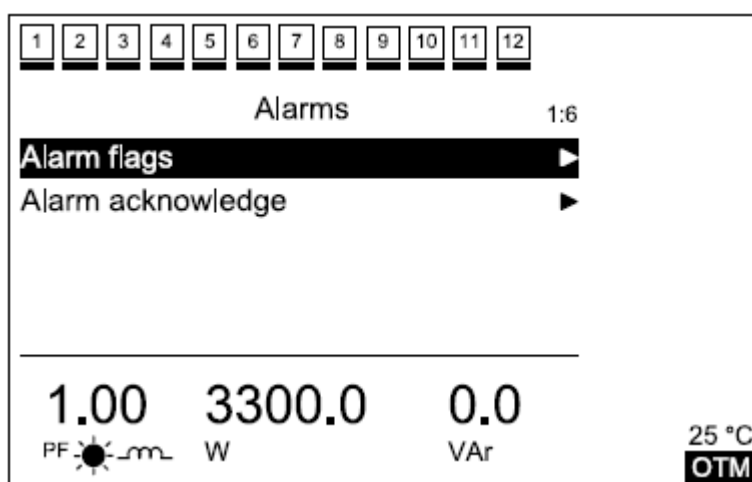 1 2 3 4 5 6 7 8 9 10 11 12
Alarms 1:6
Alarm flags
Alarm acknowledge
1.00 3300.0 0.0
PF W VAr
25 °C
OTM